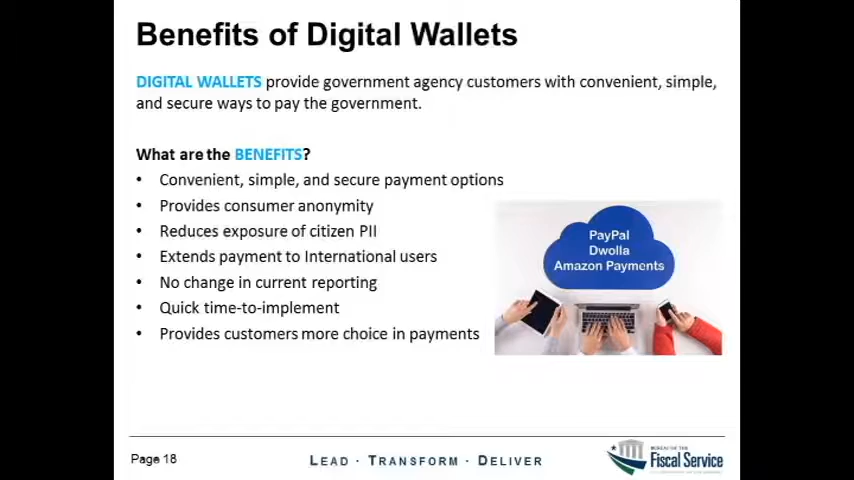 Benefits of Digital Wallets
DIGITAL WALLETS provide government agency customers with convenient, simple,
and secure ways to pay the government.
What are the BENEFITS?
• Convenient, simple, and secure payment options
• Provides consumer anonymity
• Reduces exposure of citizen PII
• Extends payment to International users
• No change in current reporting
• Quick time-to-implement
• Provides customers more choice in payments
PayPal
Dwolla
Amazon Payments
Page 18
LEAD · TRANSFORM · DELIVER
BUREAU OF THE
Fiscal Service